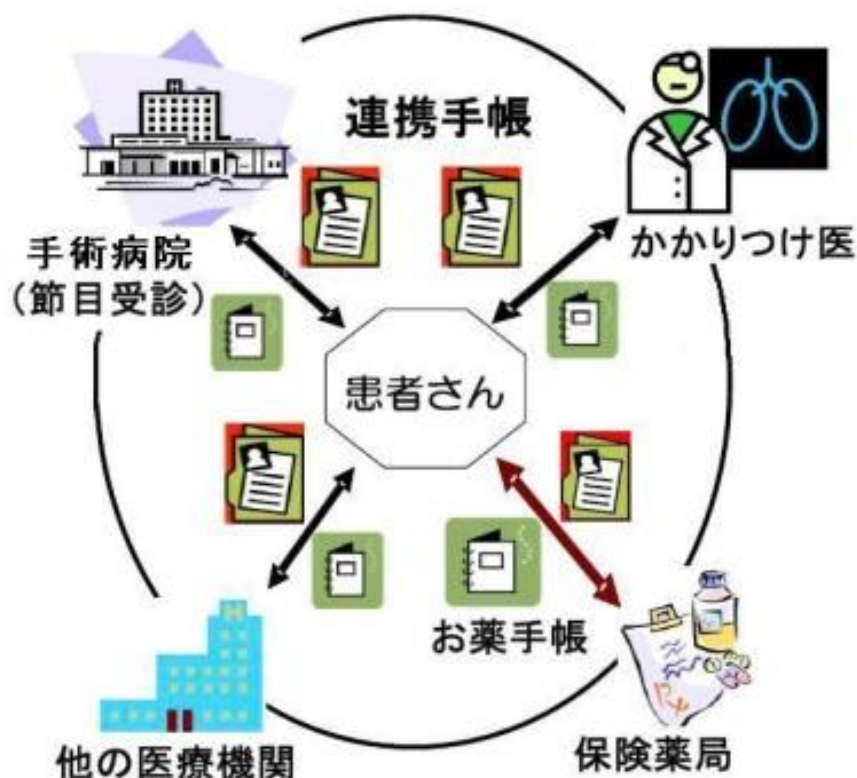 連携手帳
手術病院
（節目受診）
かかりつけ医
患者さん
お薬手帳
他の医療機関
保険薬局